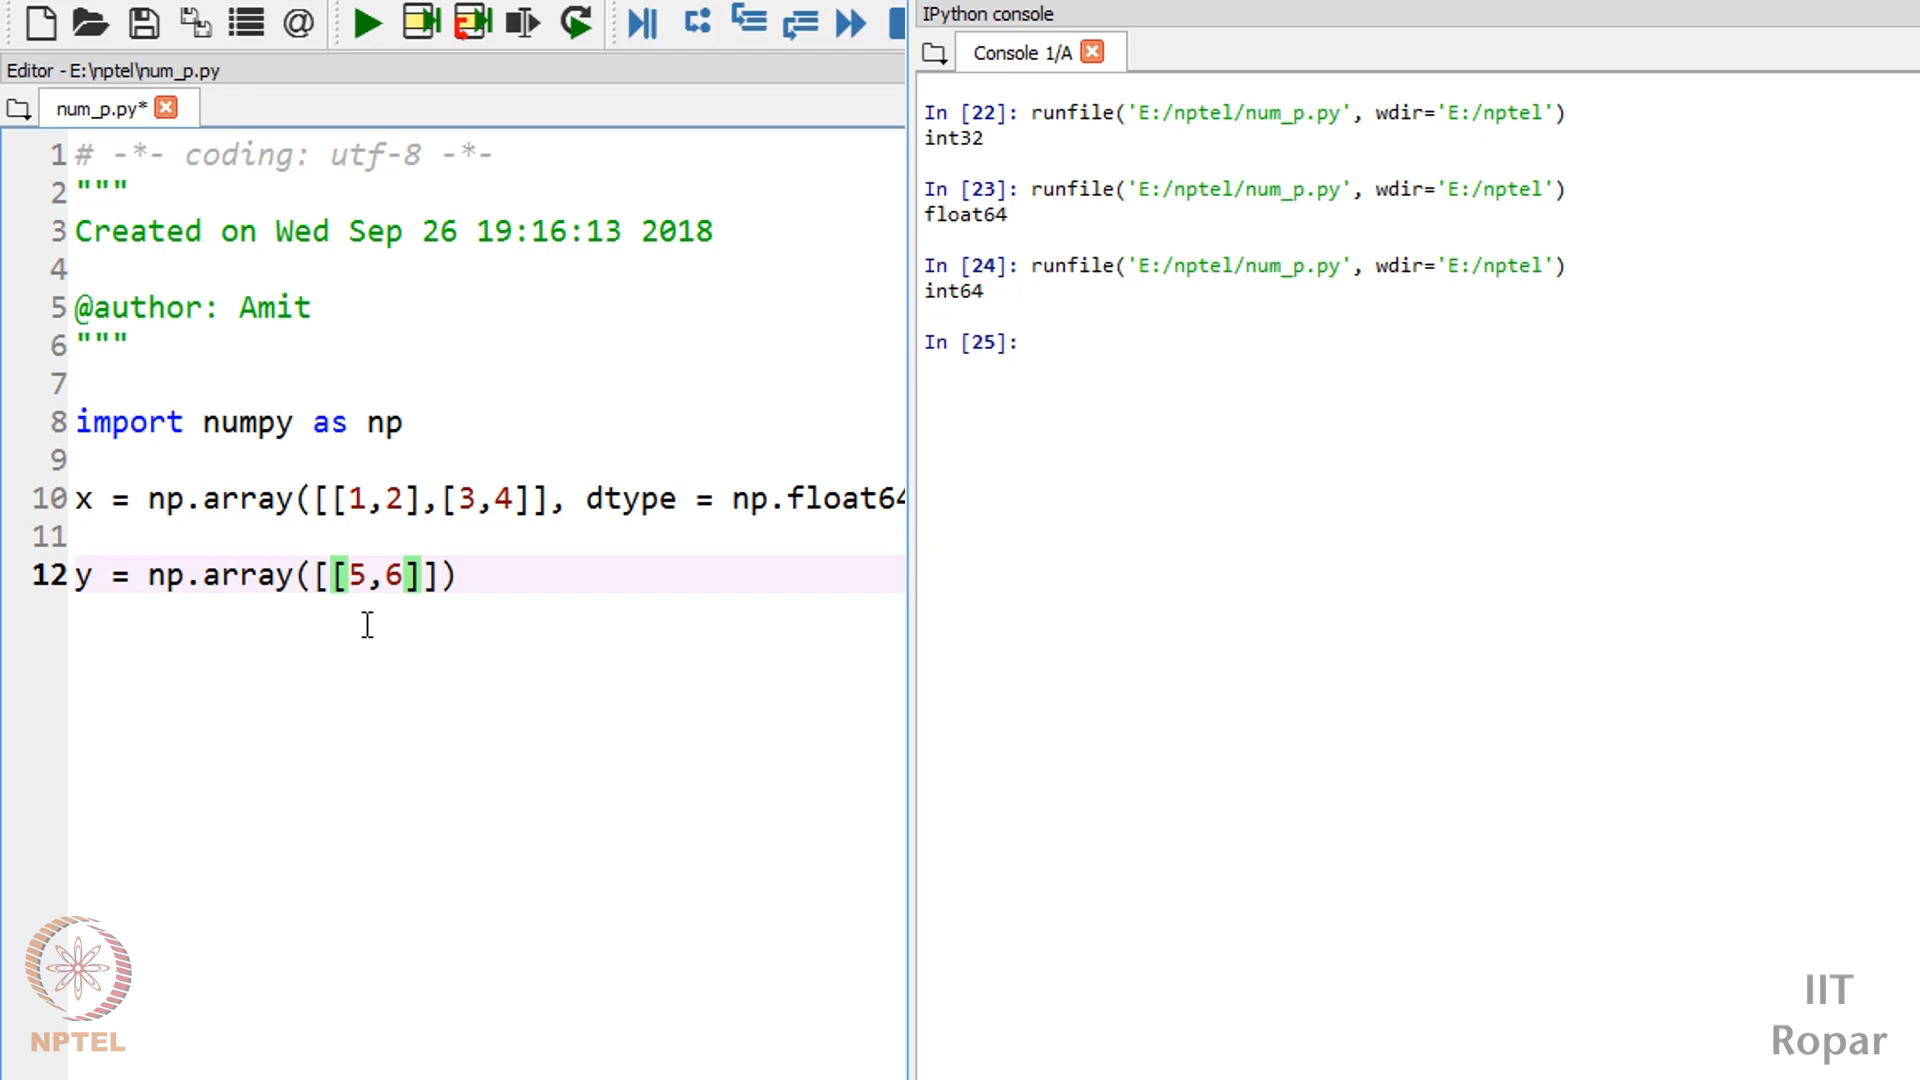 Editor - E:\nptel\num_p.py
num_p.py*
1 # -*- coding: utf-8 -*-
2 """
3 Created on Wed Sep 26 19:16:13 2018
4
5 @author: Amit
6 """
7
8 import numpy as np
9
10 x = np.array([[1,2],[3,4]], dtype = np.float64
11
12 y = np.array([[5,6]])
IPython console
Console 1/A
In [22]: runfile('E:/nptel/num_p.py', wdir='E:/nptel')
int32
In [23]: runfile('E:/nptel/num_p.py', wdir='E:/nptel')
float64
In [24]: runfile('E:/nptel/num_p.py', wdir='E:/nptel')
int64
In [25]:
NPTEL
IIT
Ropar